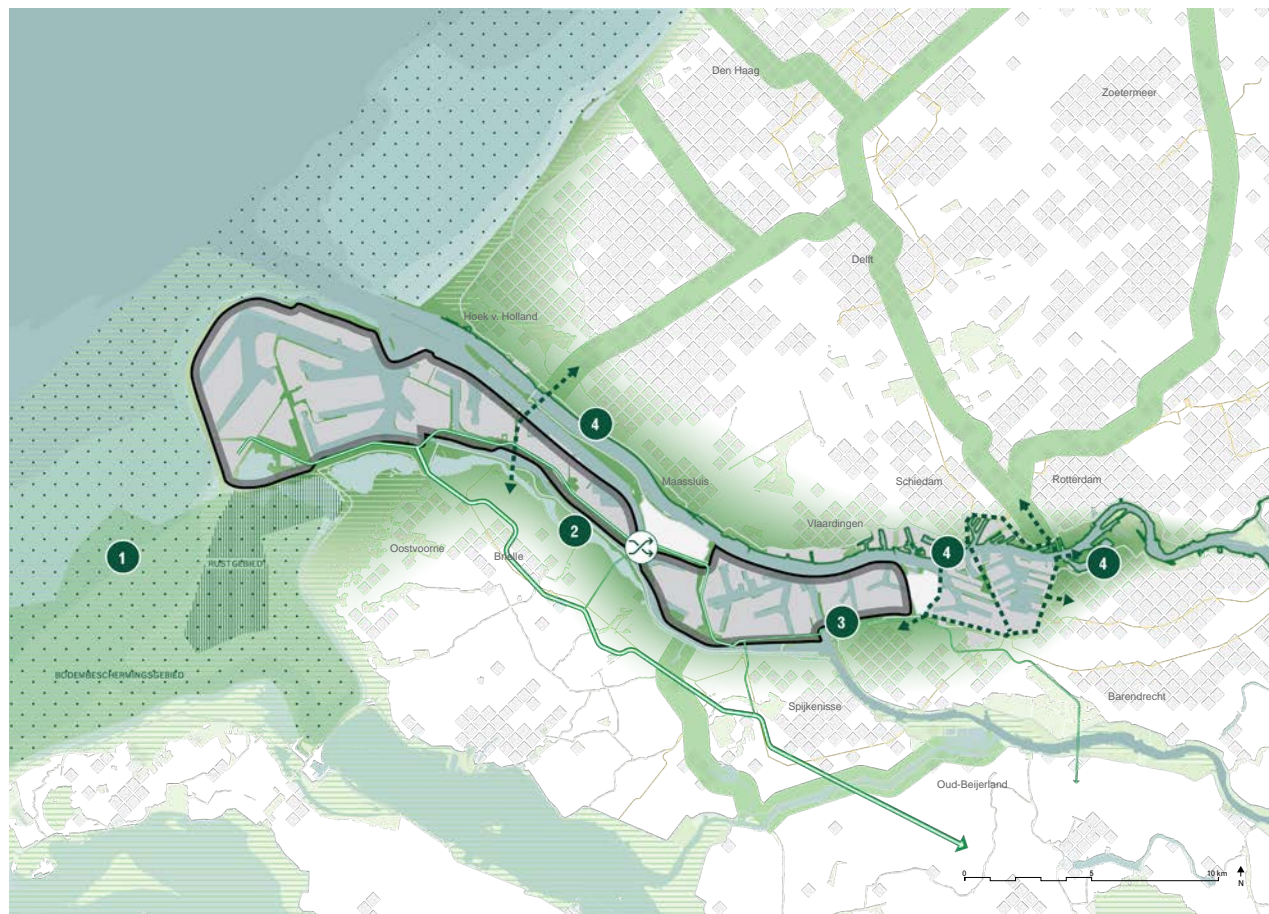 Den Haag
Zoetermeer
Delft
Hoek v. Holland
4
Maassluis
Schiedam
Rotterdam
Vlaardingen
2
Oostvoorne
Brielle
4
4
1
RUSTGEBIED
3
BODEMBESCHERMINGSGEBIED
Barendrecht
Spijkenisse
Oud-Beijerland
0 5 10 km
N